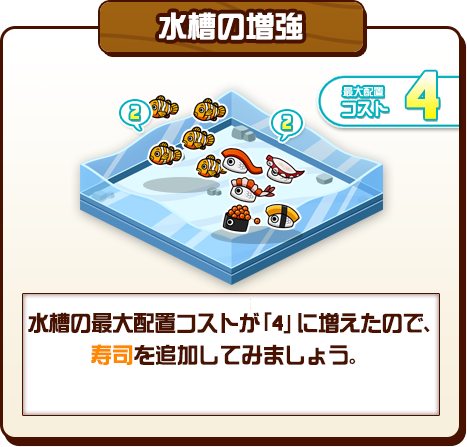 水槽の増強
最大配置
コスト 4
2
2
水槽の最大配置コストが「4」に増えたので、
寿司を追加してみましょう。